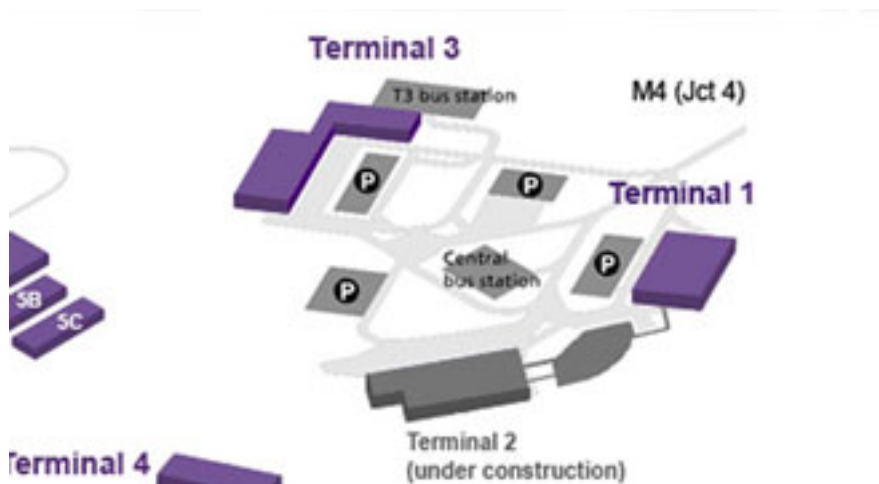 Terminal 3
T3 bus station
M4 (Jct 4)
P
P
Terminal 1
Central
bus station
P
P
5B
5C
Terminal 2
(under construction)
Terminal 4